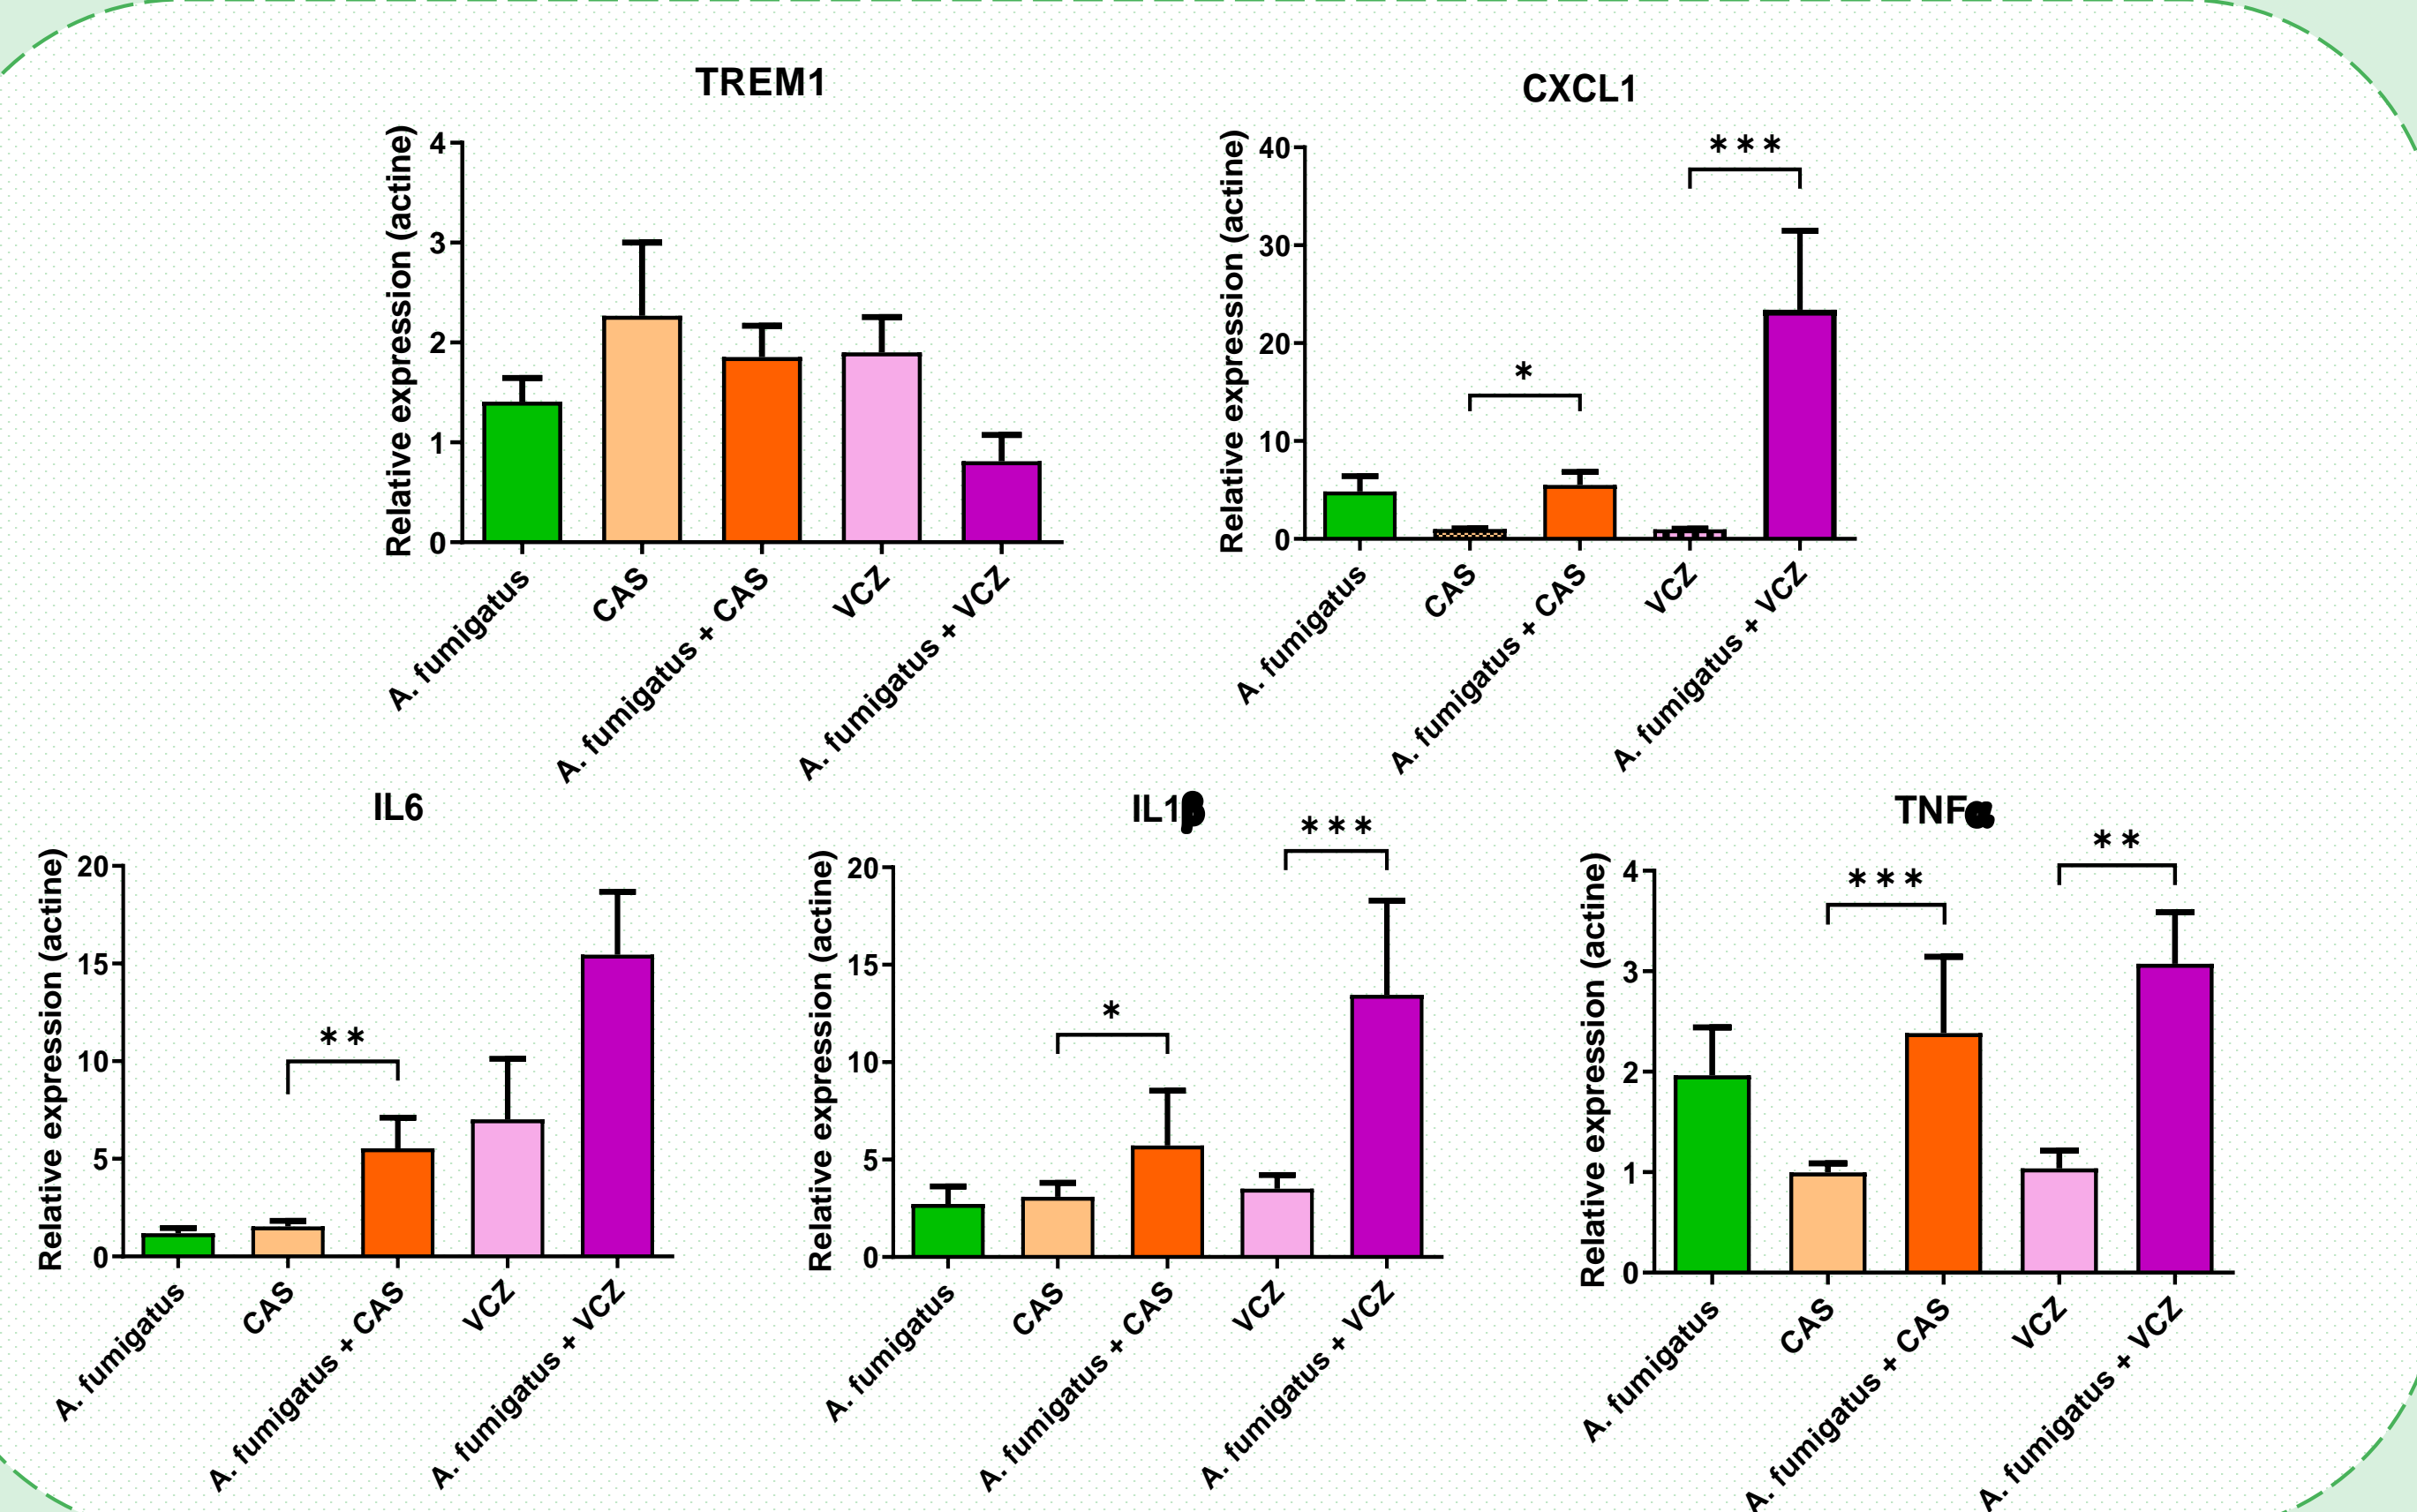 TREM1
Relative expression (actine)
4
3
2
1
0
A. fumigatus
CAS
A. fumigatus + CAS
VCZ
A. fumigatus + VCZ
CXCL1
Relative expression (actine)
40
30
20
10
0
***
*
A. fumigatus
CAS
A. fumigatus + CAS
VCZ
A. fumigatus + VCZ
IL6
Relative expression (actine)
20
15
10
5
0
**
A. fumigatus
CAS
A. fumigatus + CAS
VCZ
A. fumigatus + VCZ
IL1β
Relative expression (actine)
20
15
10
5
0
***
*
A. fumigatus
CAS
A. fumigatus + CAS
VCZ
A. fumigatus + VCZ
TNFα
Relative expression (actine)
4
3
2
1
0
***
**
A. fumigatus
CAS
A. fumigatus + CAS
VCZ
A. fumigatus + VCZ